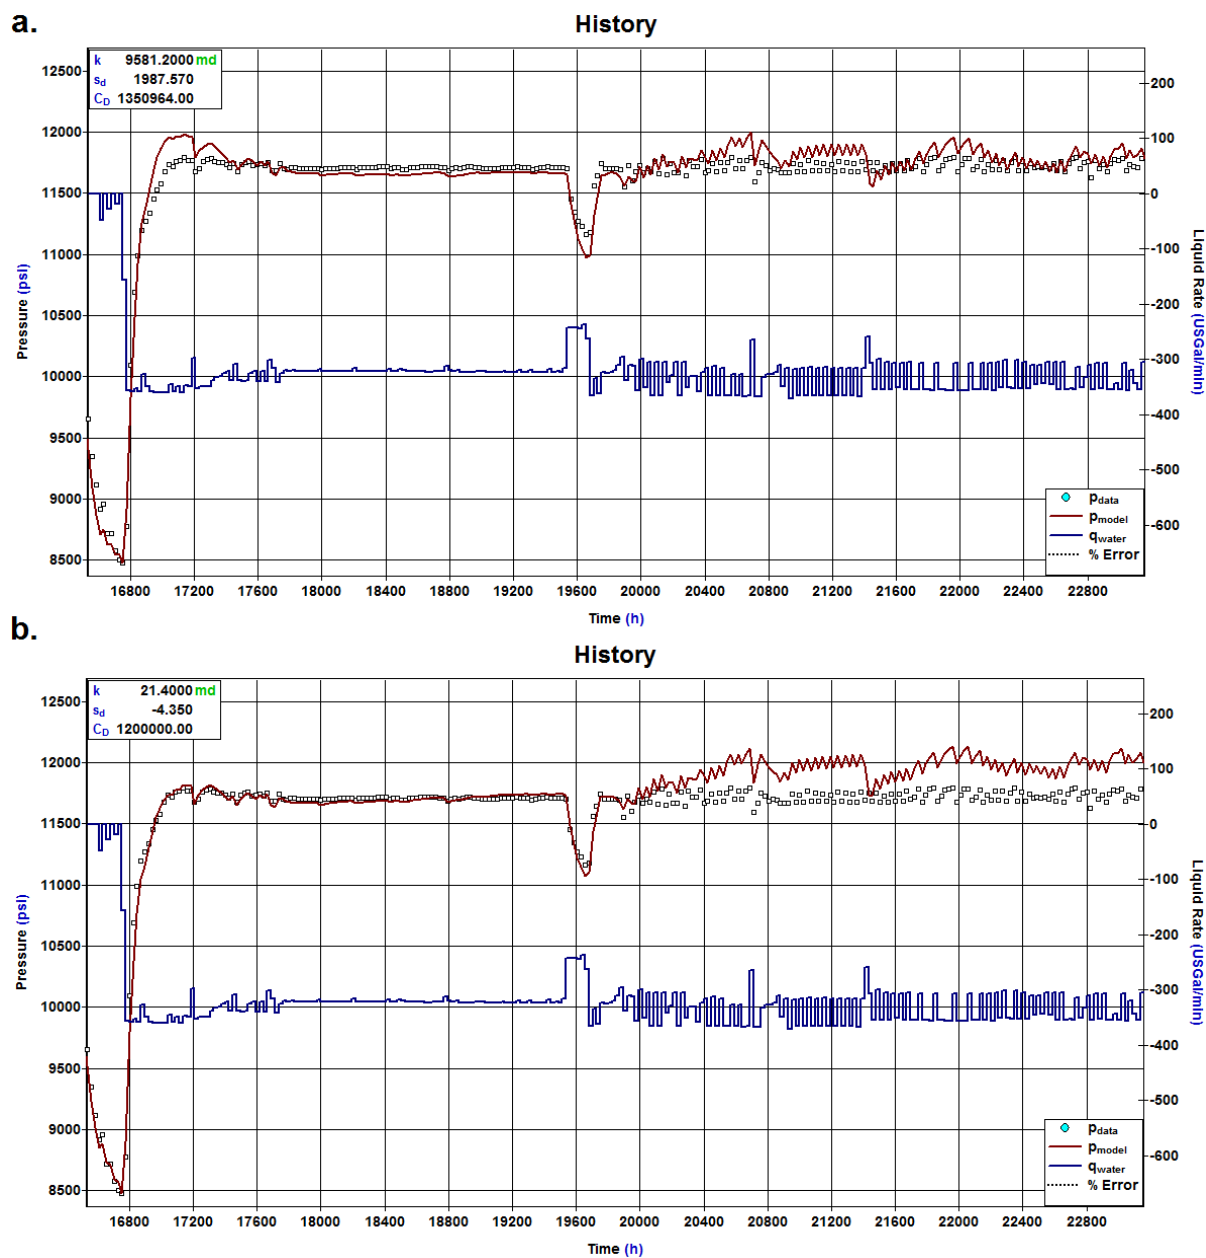 a.
History
k 9581.2000 md
sd 1987.570
CD 1350964.00
12500
12000
11500
11000
10500
10000
9500
9000
8500
Pressure (psi)
200
100
0
-100
-200
-300
-400
-500
-600
Liquid Rate (USGal/min)
pdata
pmodel
qwater
% Error
16800 17200 17600 18000 18400 18800 19200 19600 20000 20400 20800 21200 21600 22000 22400 22800
Time (h)
b.
History
k 21.4000 md
sd -4.350
CD 1200000.00
12500
12000
11500
11000
10500
10000
9500
9000
8500
Pressure (psi)
200
100
0
-100
-200
-300
-400
-500
-600
Liquid Rate (USGal/min)
pdata
pmodel
qwater
% Error
16800 17200 17600 18000 18400 18800 19200 19600 20000 20400 20800 21200 21600 22000 22400 22800
Time (h)